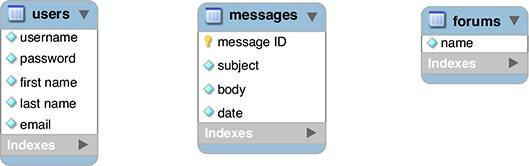 users
username
password
first name
last name
email
Indexes
messages
message ID
subject
body
date
Indexes
forums
name
Indexes